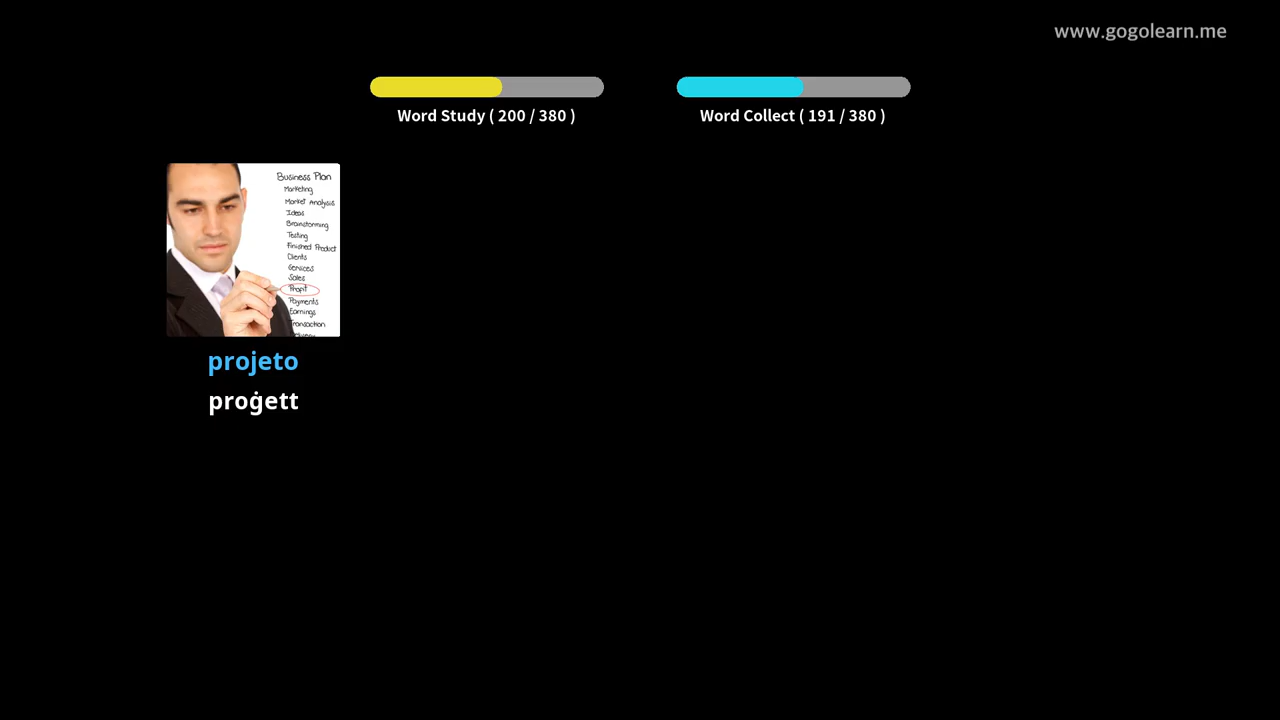 www.gogolearn.me
Word Study ( 200 / 380 )
Word Collect ( 191 / 380 )
Business Plan
Marketing
Market Analysis
Ideas
Brainstorming
Testing
Finished Product
Clients
Services
Sales
Profit
Payments
Earnings
Transaction
Delivery
projeto
proġett